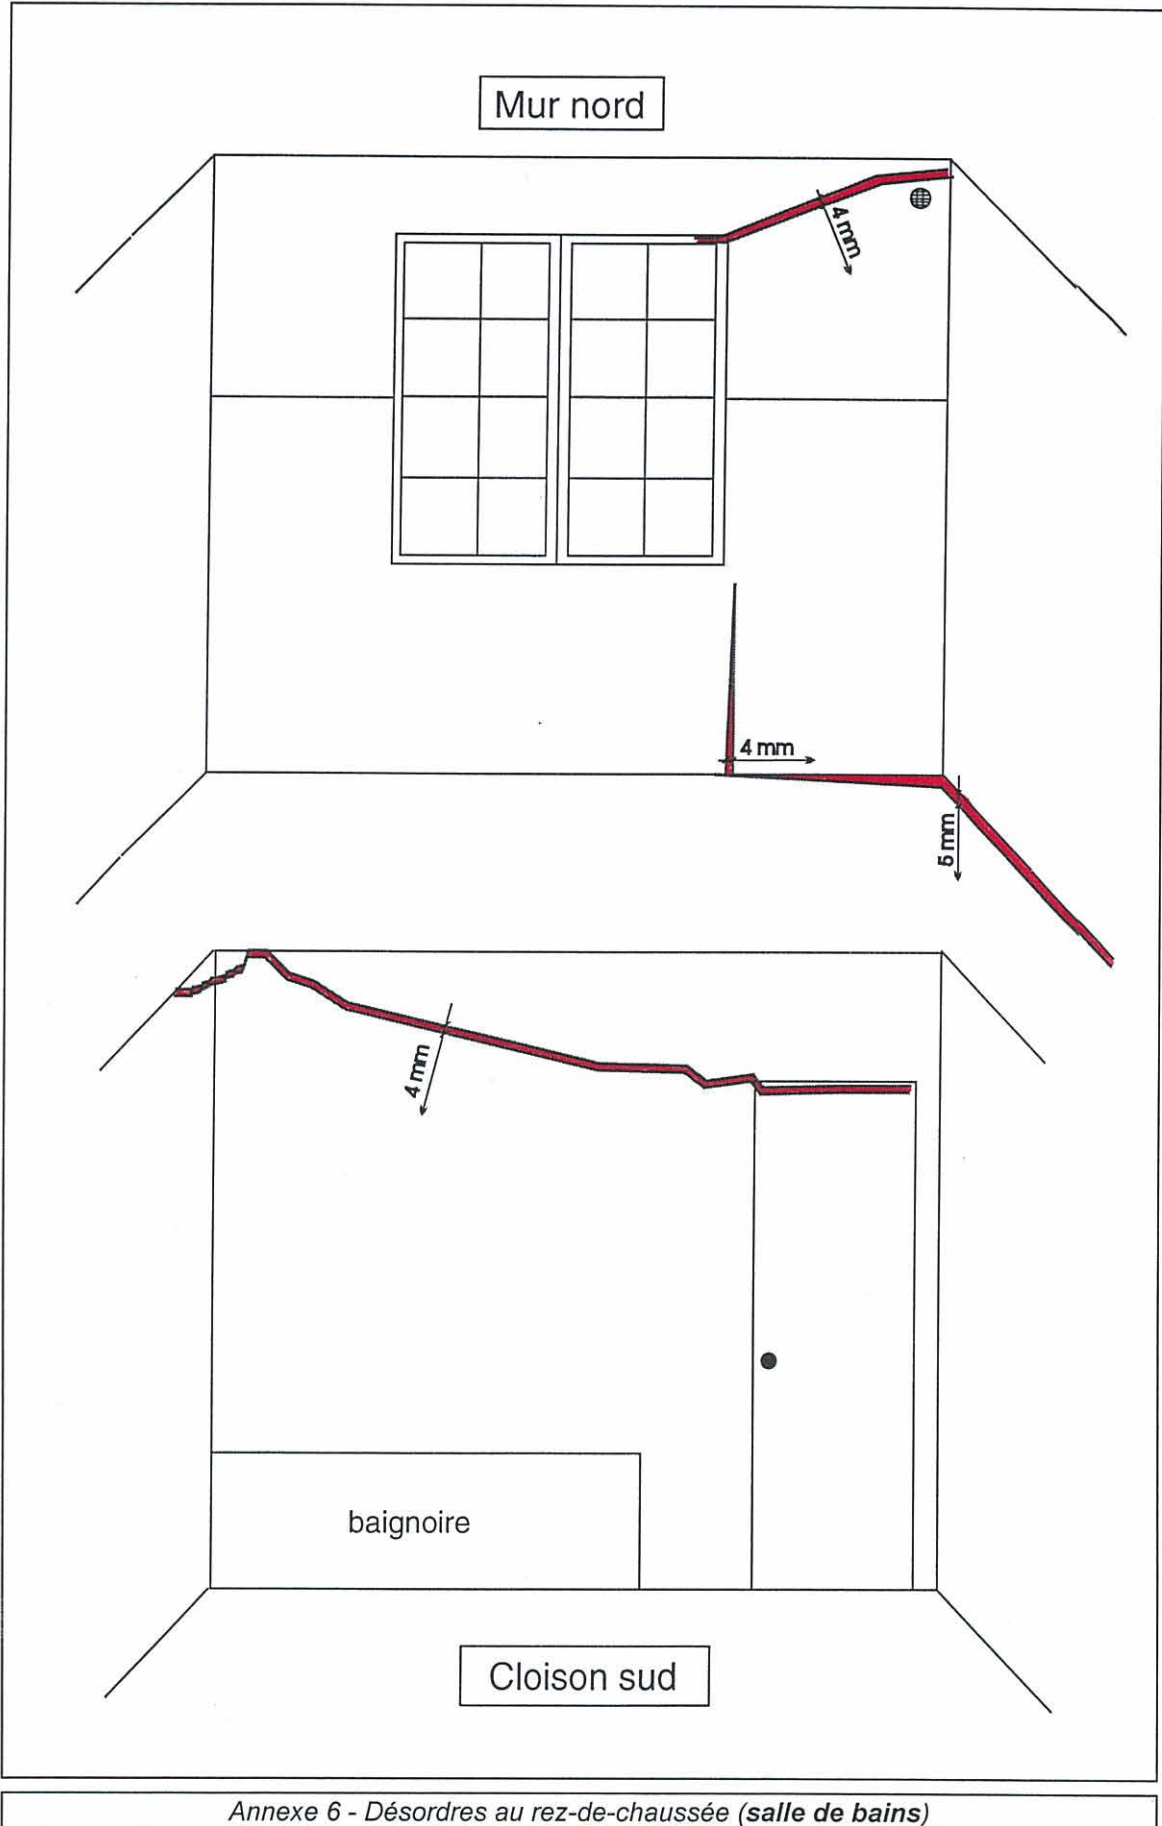 Mur nord
4 mm
4 mm
5 mm
4 mm
baignoire
Cloison sud
Annexe 6 - Désordres au rez-de-chaussée (salle de bains)